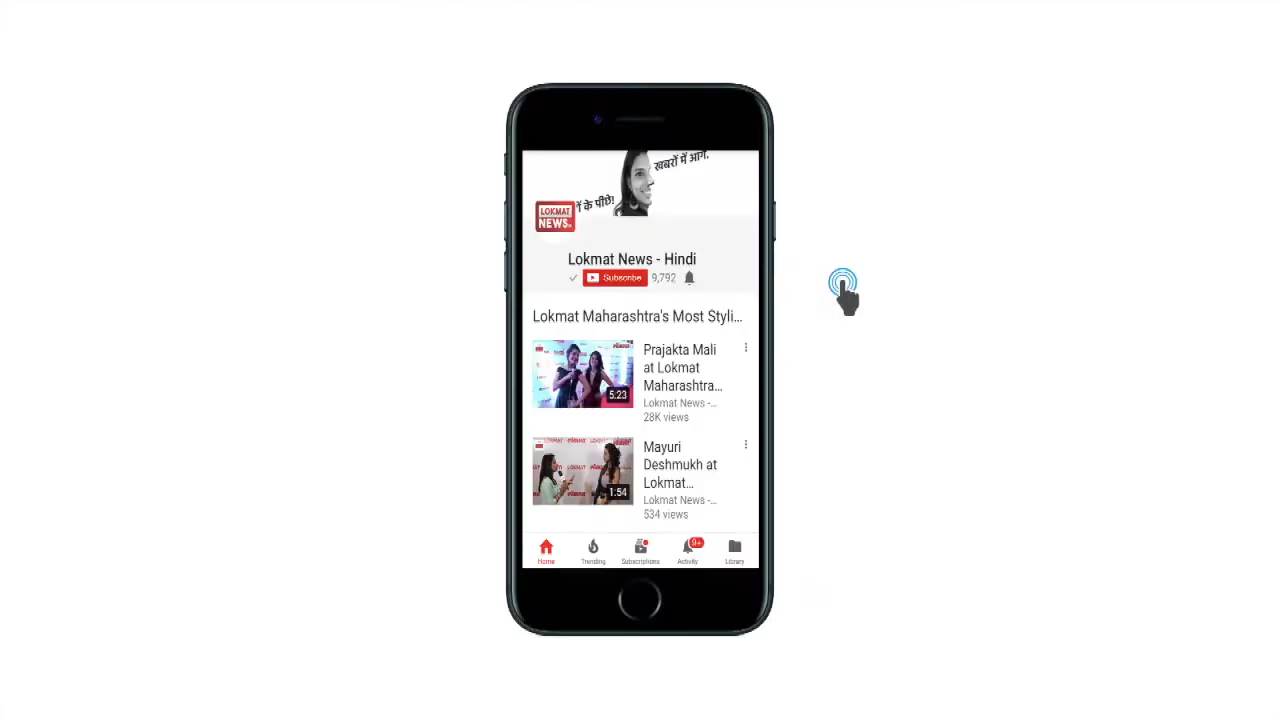 खबरों में आगे,
ों के पीछे!
LOKMAT
NEWS
Lokmat News - Hindi
Subscribe 9,792
Lokmat Maharashtra's Most Styli...
Prajakta Mali
at Lokmat
Maharashtra...
Lokmat News -...
28K views
5:23
Mayuri
Deshmukh at
Lokmat...
Lokmat News -...
534 views
1:54
LOKMAT
9+
Home Trending Subscriptions Activity Library